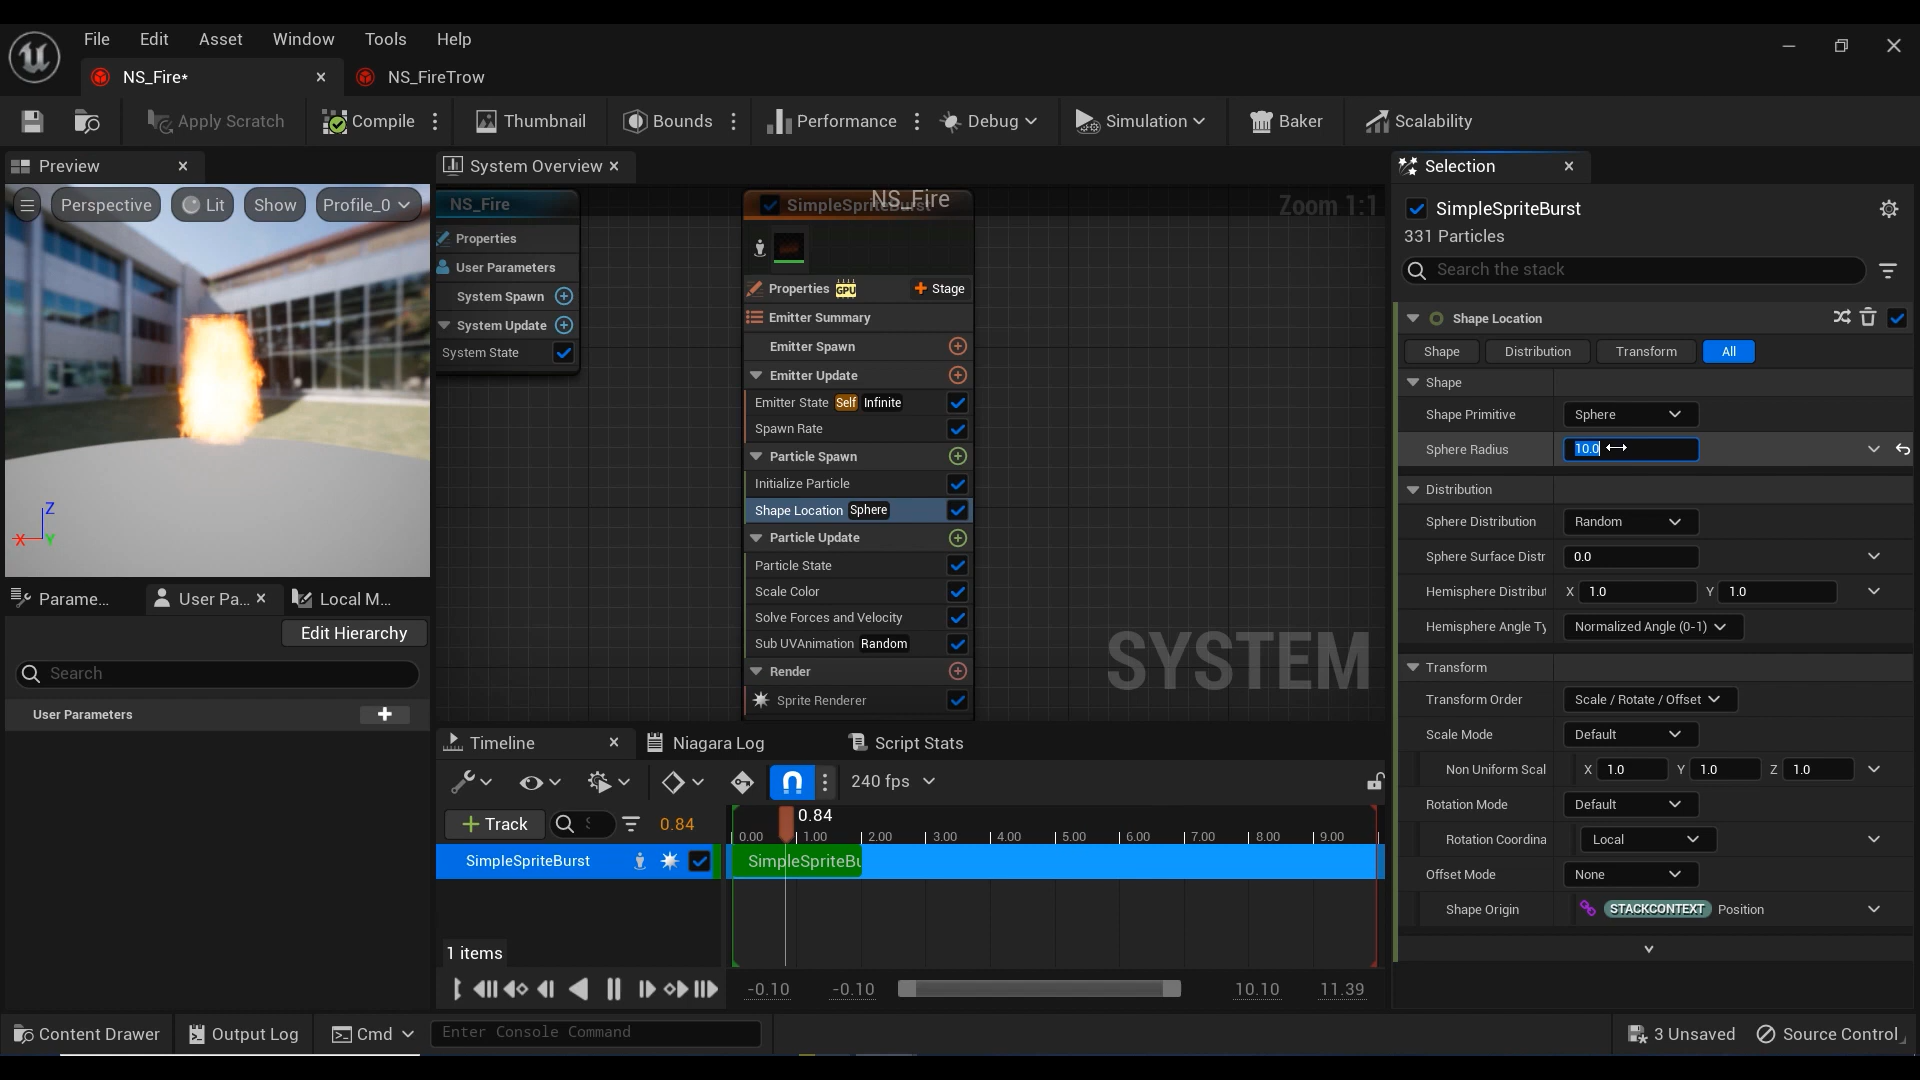 File Edit Asset Window Tools Help
NS_Fire* NS_FireTrow
Apply Scratch Compile Thumbnail Bounds Performance Debug Simulation Baker Scalability
Preview
Perspective Lit Show Profile_0
X Z Y
Parame... User Pa... Local M...
Edit Hierarchy
Search
User Parameters
System Overview
NS_Fire
Zoom 1:1
NS_Fire
Properties
User Parameters
System Spawn
System Update
System State
SimpleSpriteBurst
Properties GPU Stage
Emitter Summary
Emitter Spawn
Emitter Update
Emitter State Self Infinite
Spawn Rate
Particle Spawn
Initialize Particle
Shape Location Sphere
Particle Update
Particle State
Scale Color
Solve Forces and Velocity
Sub UVAnimation Random
Render
Sprite Renderer
SYSTEM
Timeline Niagara Log Script Stats
240 fps
Track 0.84
0.84
0.00 1.00 2.00 3.00 4.00 5.00 6.00 7.00 8.00 9.00
SimpleSpriteBurst SimpleSpriteBu
1 items
-0.10 -0.10 10.10 11.39
Selection
SimpleSpriteBurst
331 Particles
Search the stack
Shape Location
Shape Distribution Transform All
Shape
Shape Primitive Sphere
Sphere Radius 10.0
Distribution
Sphere Distribution Random
Sphere Surface Distr 0.0
Hemisphere Distribut X 1.0 Y 1.0
Hemisphere Angle Ty Normalized Angle (0-1)
Transform
Transform Order Scale / Rotate / Offset
Scale Mode Default
Non Uniform Scal X 1.0 Y 1.0 Z 1.0
Rotation Mode Default
Rotation Coordina Local
Offset Mode None
Shape Origin STACKCONTEXT Position
Content Drawer Output Log Cmd Enter Console Command 3 Unsaved Source Control